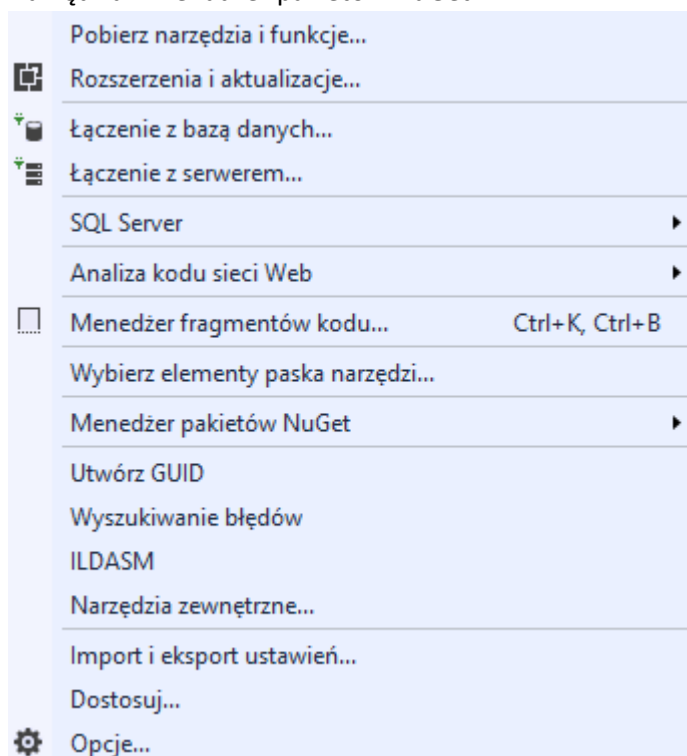 Pobierz narzędzia i funkcje...
Rozszerzenia i aktualizacje...
Łączenie z bazą danych...
Łączenie z serwerem...
SQL Server
Analiza kodu sieci Web
Menedżer fragmentów kodu... Ctrl+K, Ctrl+B
Wybierz elementy paska narzędzi...
Menedżer pakietów NuGet
Utwórz GUID
Wyszukiwanie błędów
ILDASM
Narzędzia zewnętrzne...
Import i eksport ustawień...
Dostosuj...
Opcje...